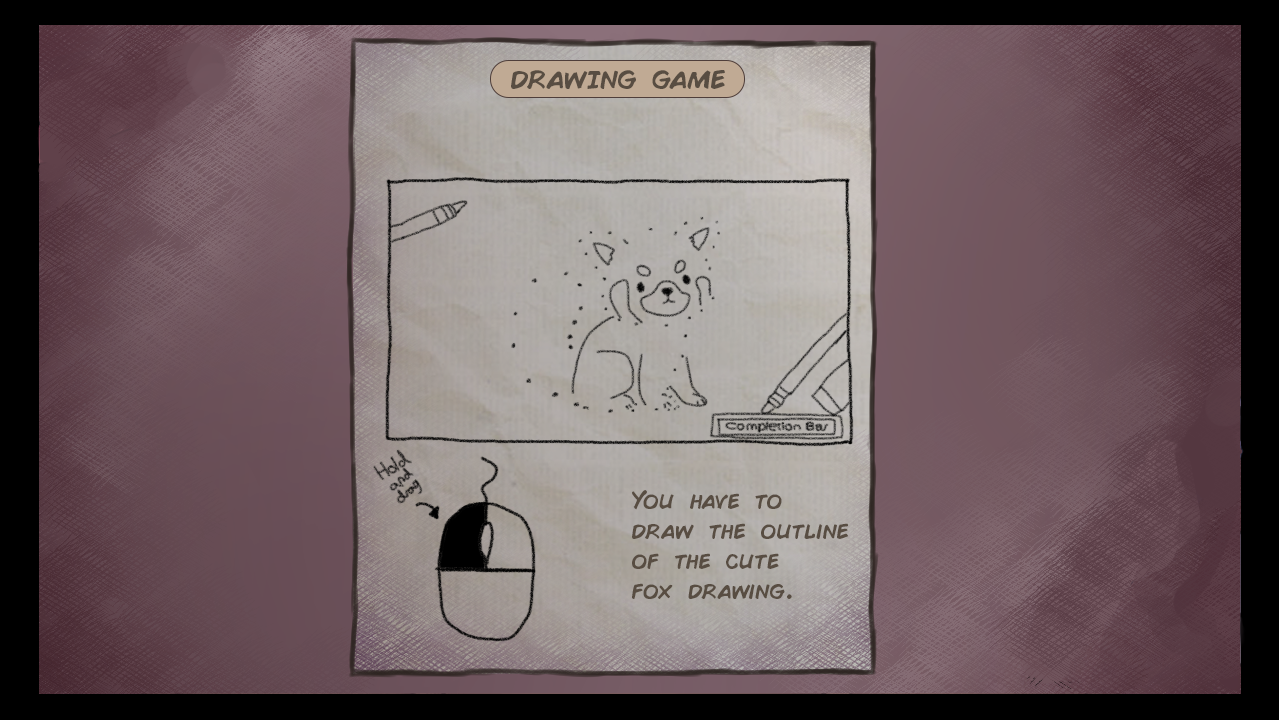 DRAWING GAME
Completion Bar
Hold
and
drag
YOU HAVE TO
DRAW THE OUTLINE
OF THE CUTE
FOX DRAWING.